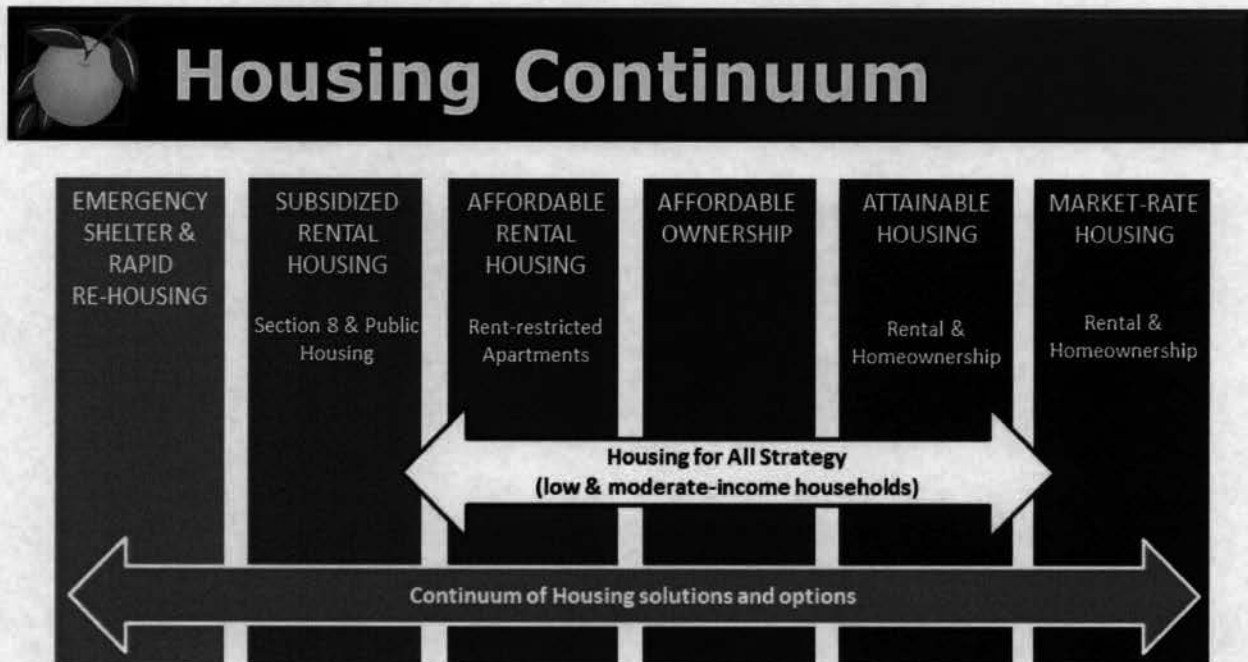 Housing Continuum
EMERGENCY
SHELTER &
RAPID
RE-HOUSING
SUBSIDIZED
RENTAL
HOUSING
Section 8 & Public
Housing
AFFORDABLE
RENTAL
HOUSING
Rent-restricted
Apartments
AFFORDABLE
OWNERSHIP
ATTAINABLE
HOUSING
Rental &
Homeownership
MARKET-RATE
HOUSING
Rental &
Homeownership
Housing for All Strategy
(low & moderate-income households)
Continuum of Housing solutions and options